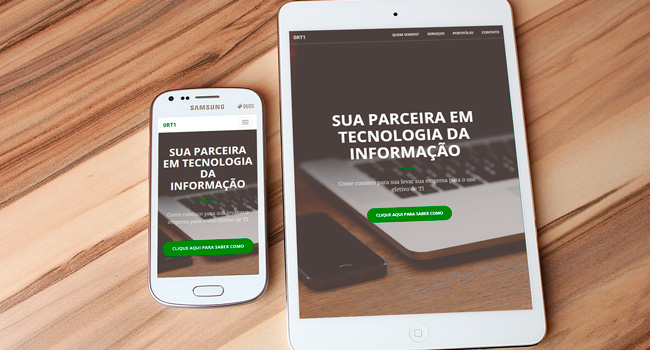 SAMSUNG
DUOS
ORT1
SUA PARCEIRA
EM TECNOLOGIA
DA
INFORMAÇÃO
Conte conosco para sua levar sua
empresa para o uso efetivo de TI
CLIQUE AQUI PARA SABER COMO
ORT1
QUEM SOMOS?
SERVIÇOS
PORTFÓLIO
CONTATO
SUA PARCEIRA EM
TECNOLOGIA DA
INFORMAÇÃO
Conte conosco para sua levar sua empresa para o uso
efetivo de TI
CLIQUE AQUI PARA SABER COMO